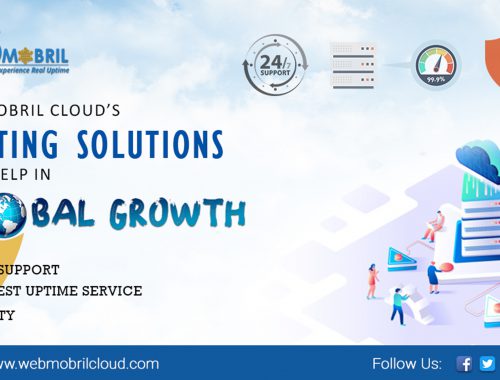 MOBRIL
Experience Real Uptime
24/7
SUPPORT
99.9%
OBRIL CLOUD'S
TING SOLUTIONS
ELP IN
OBAL GROWTH
SUPPORT
EST UPTIME SERVICE
TY
www.webmobrilcloud.com
Follow Us: